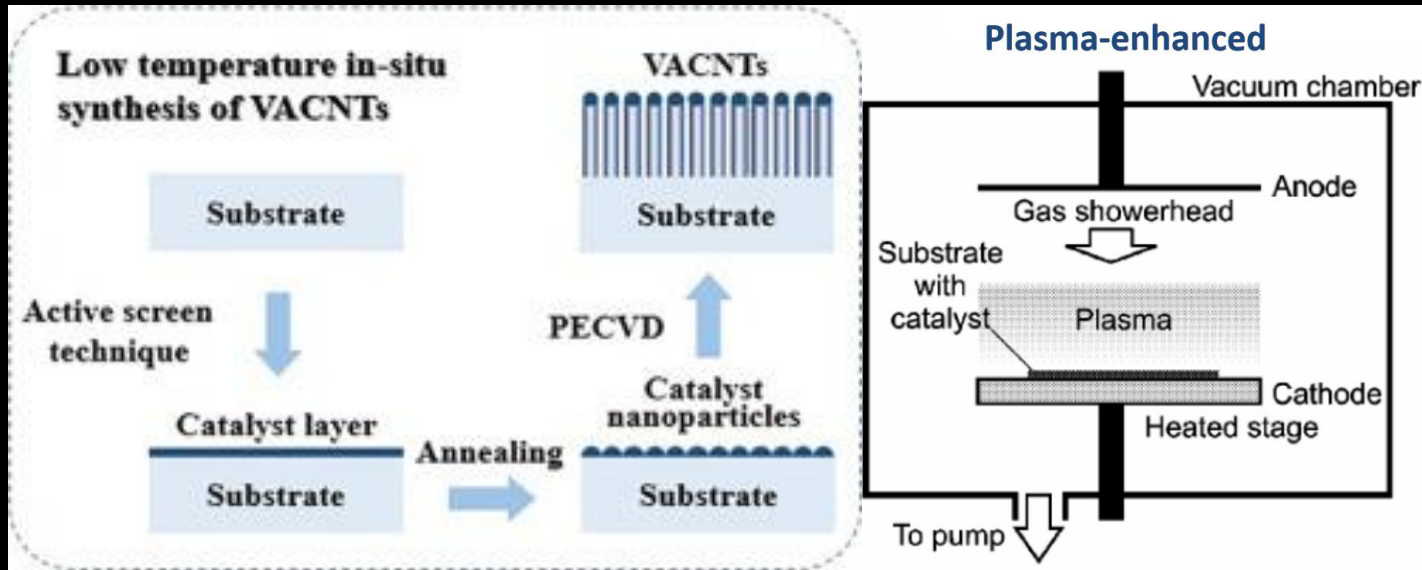 Low temperature in-situ
synthesis of VACNTs
Substrate
Active screen
technique
Catalyst layer
Substrate
Annealing
Catalyst
nanoparticles
Substrate
PECVD
VACNTs
Substrate
Plasma-enhanced
Vacuum chamber
Anode
Gas showerhead
Substrate
with
catalyst
Plasma
Cathode
Heated stage
To pump